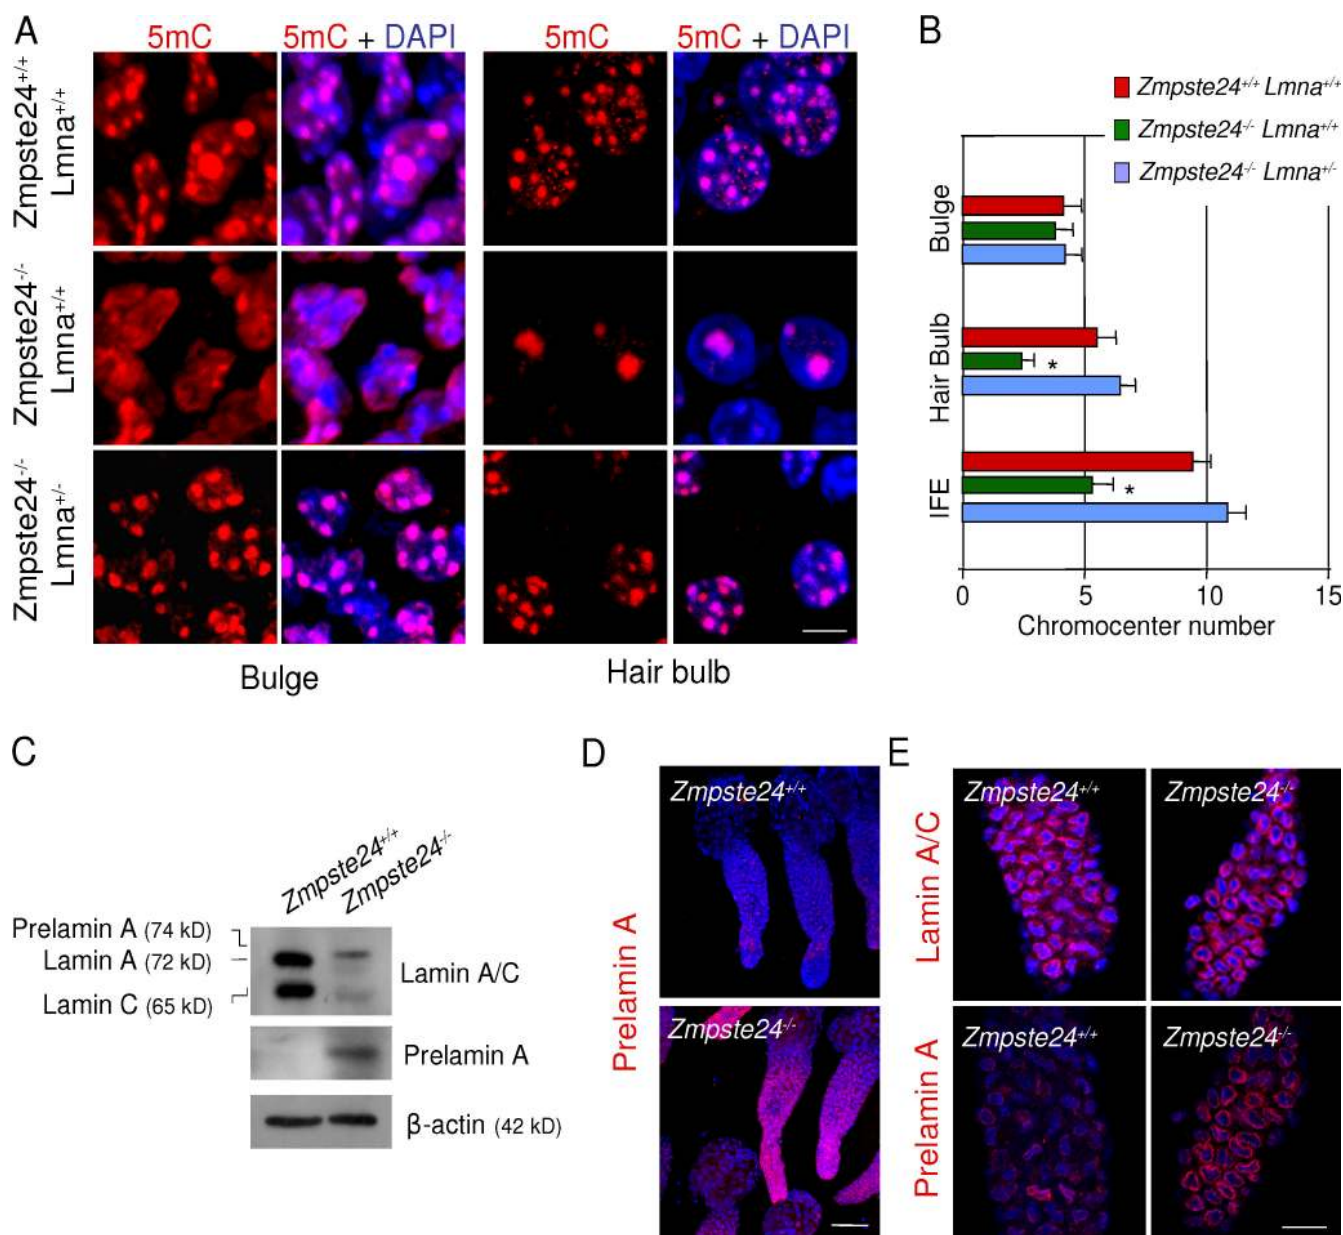 A
5mC
5mC + DAPI
5mC
5mC + DAPI
Zmpste24+/+
Lmna+/+
Zmpste24-/-
Lmna+/+
Zmpste24-/-
Lmna+/-
Bulge
Hair bulb
B
Zmpste24+/+ Lmna+/+
Zmpste24-/- Lmna+/+
Zmpste24-/- Lmna+/-
Bulge
Hair Bulb
*
IFE
*
0 5 10 15
Chromocenter number
C
Zmpste24+/+
Zmpste24-/-
Prelamin A (74 kD)
Lamin A (72 kD)
Lamin C (65 kD)
Lamin A/C
Prelamin A
β-actin (42 kD)
D
Prelamin A
Zmpste24+/+
Zmpste24-/-
E
Lamin A/C
Zmpste24+/+
Zmpste24-/-
Prelamin A
Zmpste24+/+
Zmpste24-/-